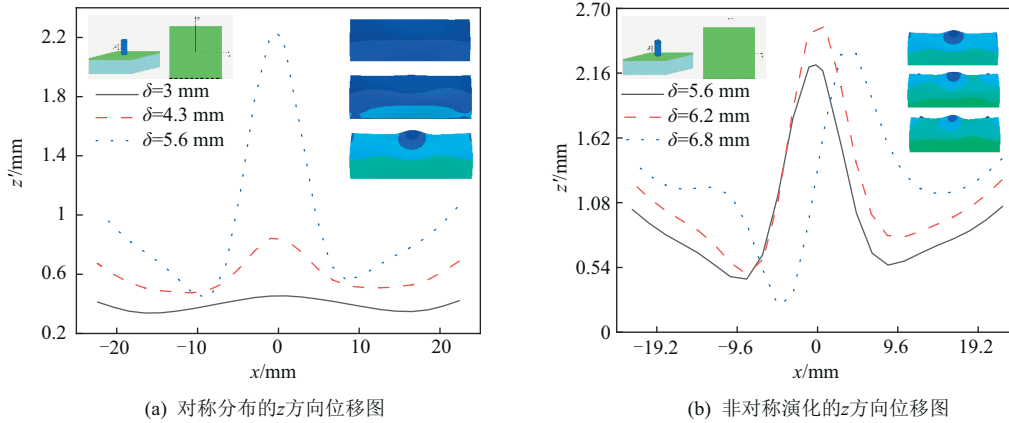 2.2
1.8
1.4
1
0.6
0.2
z′/mm
δ=3 mm
δ=4.3 mm
δ=5.6 mm
−20 −10 0 10 20
x/mm
(a) 对称分布的z方向位移图
2.70
2.16
1.62
1.08
0.54
0
z′/mm
δ=5.6 mm
δ=6.2 mm
δ=6.8 mm
−19.2 −9.6 0 9.6 19.2
x/mm
(b) 非对称演化的z方向位移图